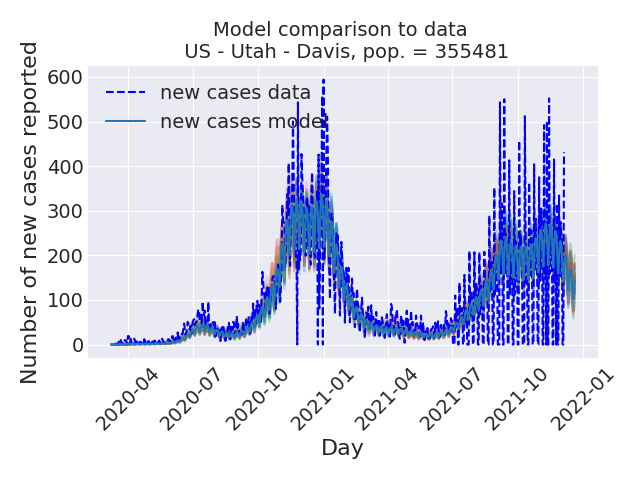 Model comparison to data
US - Utah - Davis, pop. = 355481
Number of new cases reported
600
500
400
300
200
100
0
new cases data
new cases model
2020-04
2020-07
2020-10
2021-01
2021-04
2021-07
2021-10
2022-01
Day